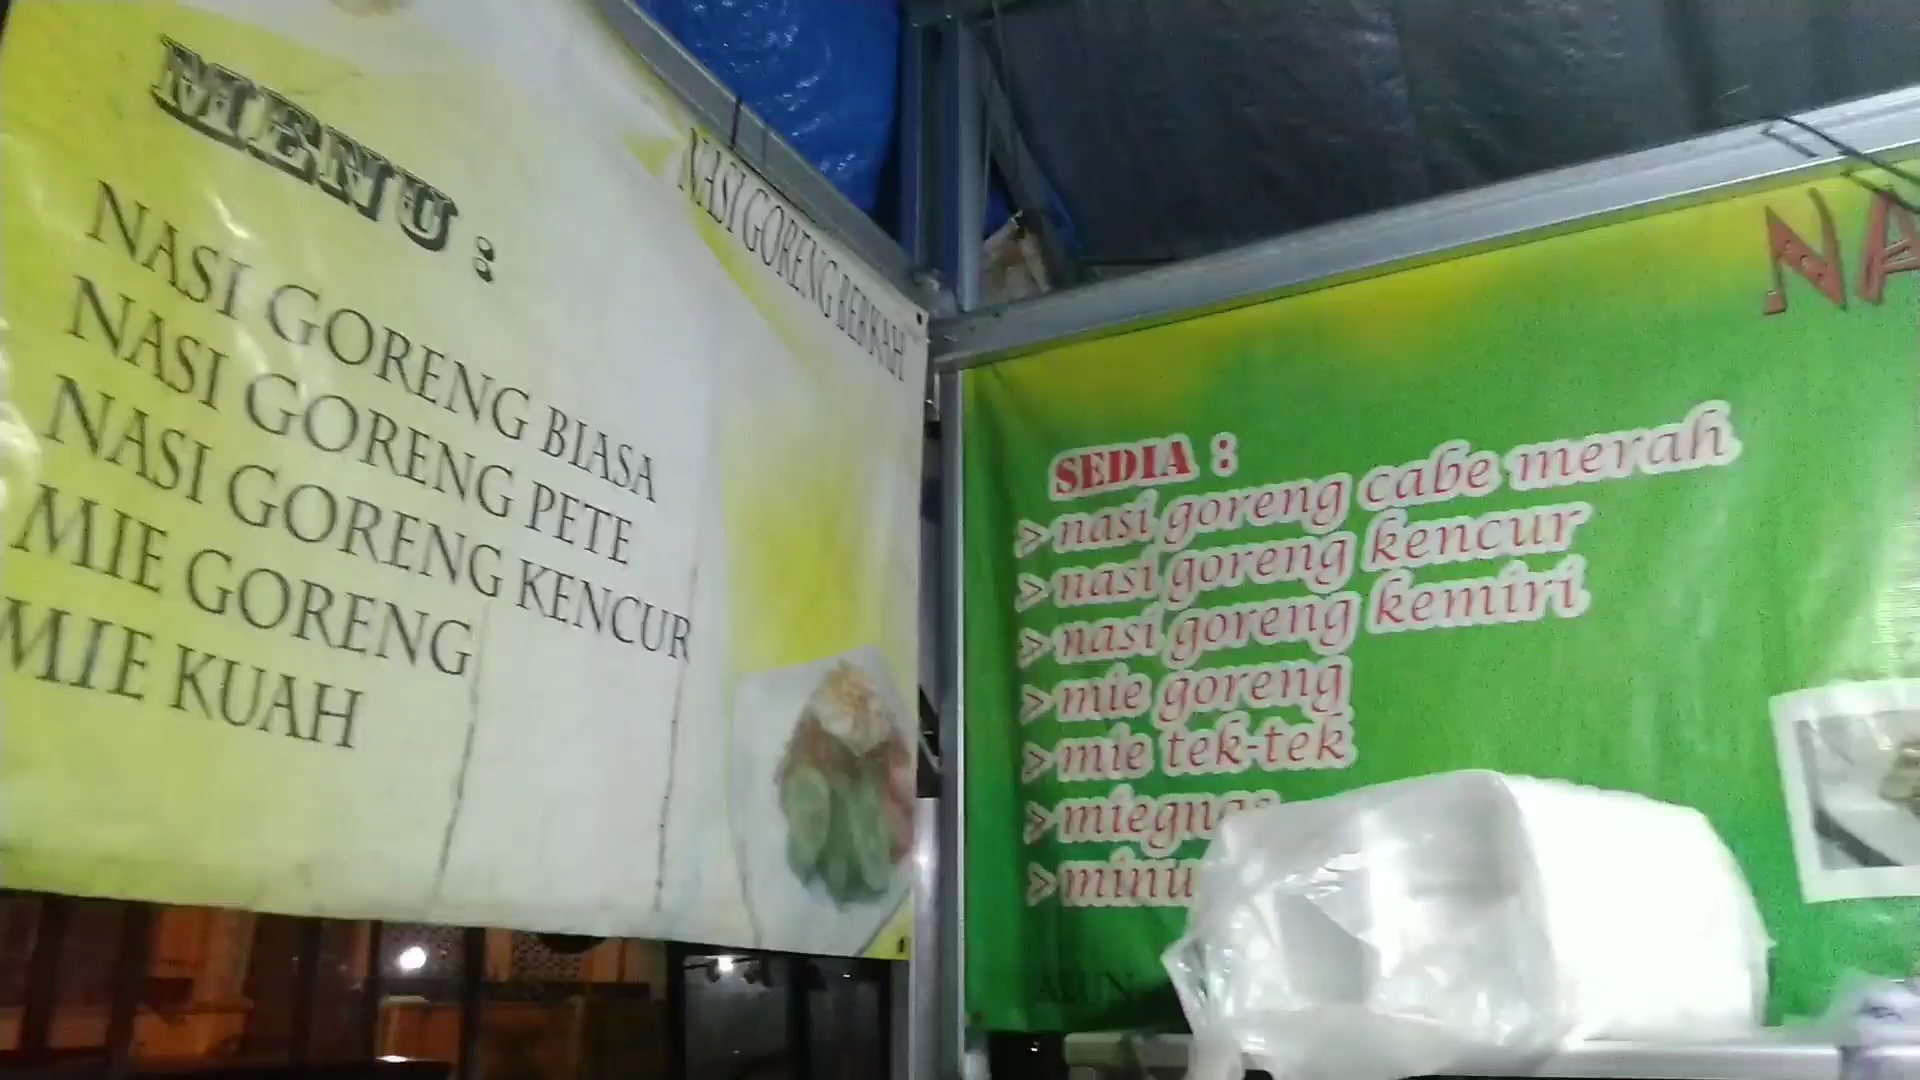 MENU :
NASI GORENG BIASA
NASI GORENG PETE
NASI GORENG KENCUR
MIE GORENG
MIE KUAH
NASI GORENG BERKAH
SEDIA :
> nasi goreng cabe merah
> nasi goreng kencur
> nasi goreng kemiri
> mie goreng
> mie tek-tek